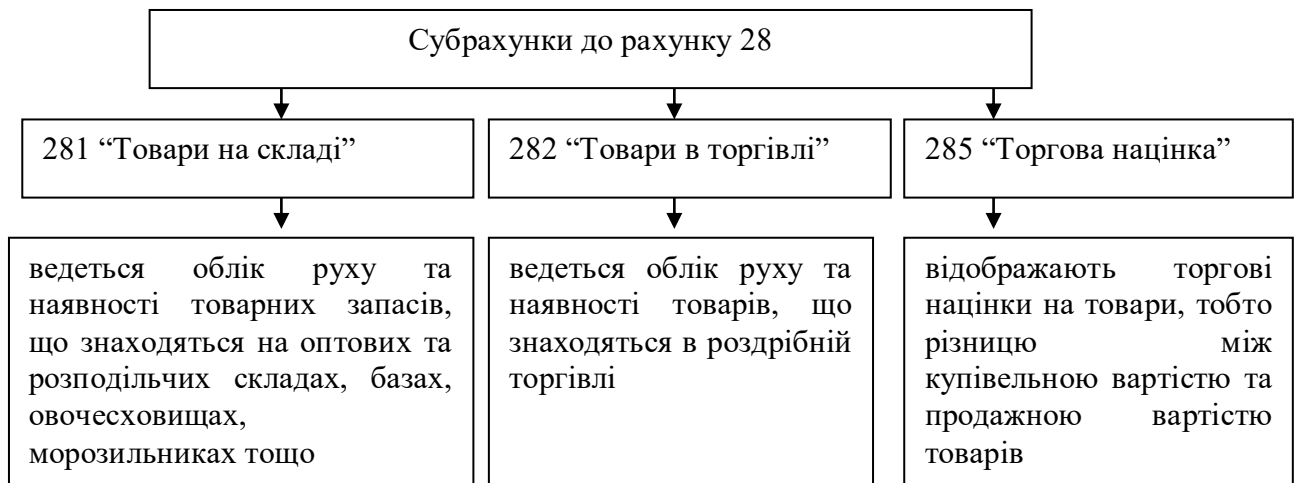 Субрахунки до рахунку 28
281 “Товари на складі”
282 “Товари в торгівлі”
285 “Торгова націнка”
ведеться облік руху та
наявності товарних запасів,
що знаходяться на оптових та
розподільчих складах, базах,
овочесховищах,
морозильниках тощо
ведеться облік руху та
наявності товарів, що
знаходяться в роздрібній
торгівлі
відображають торгові
націнки на товари, тобто
різницю між
купівельною вартістю та
продажною вартістю
товарів